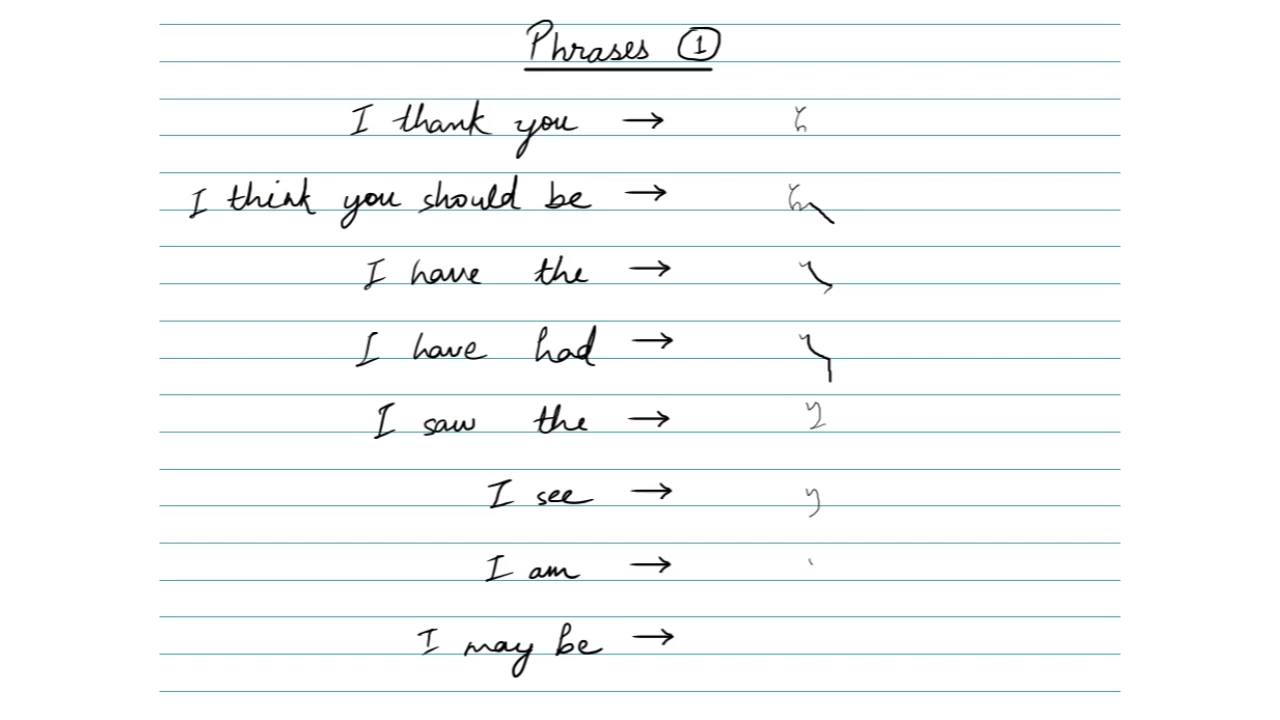 Phrases ①
I thank you →
I think you should be →
I have the →
I have had →
I saw the →
I see →
I am →
I may be →